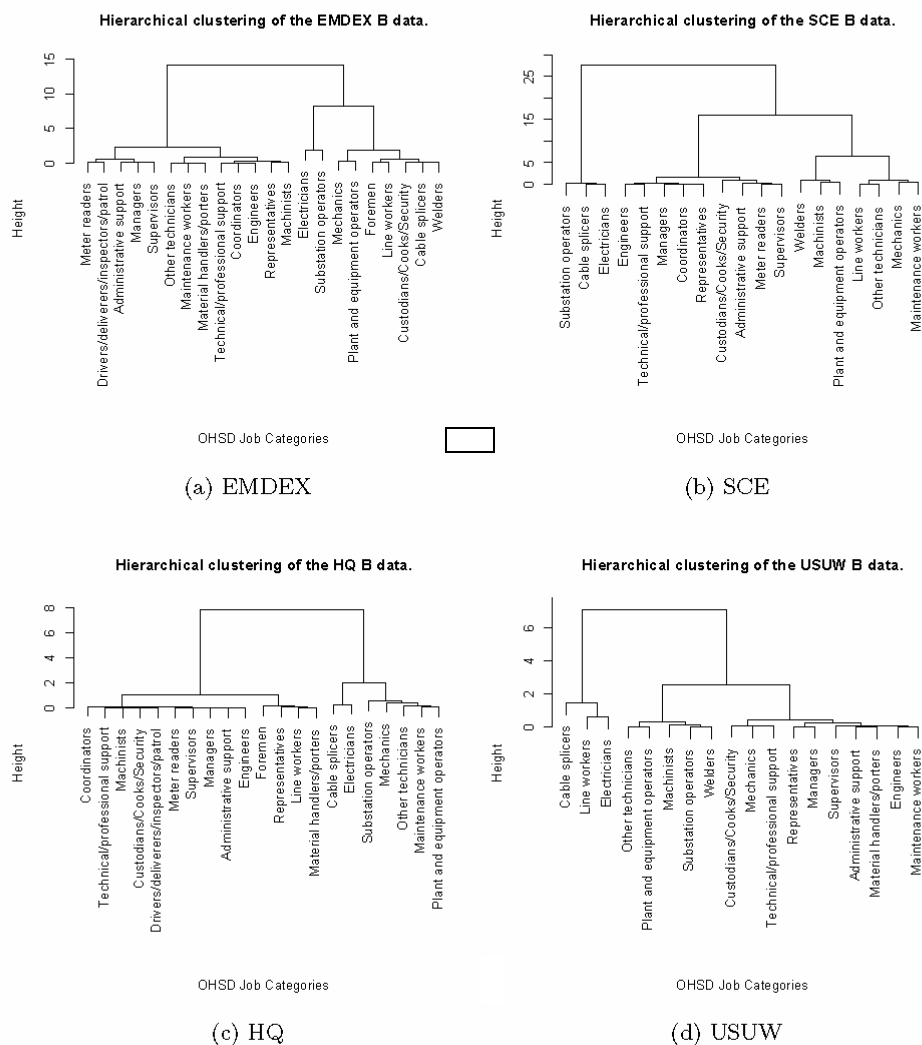 Hierarchical clustering of the EMDEX B data.
Height
15
10
5
0
Meter readers
Drivers/deliverers/inspectors/patrol
Administrative support
Managers
Supervisors
Other technicians
Maintenance workers
Material handlers/porters
Technical/professional support
Coordinators
Engineers
Representatives
Machinists
Electricians
Substation operators
Mechanics
Plant and equipment operators
Foremen
Line workers
Custodians/Cooks/Security
Cable splicers
Welders
OHSD Job Categories
(a) EMDEX
Hierarchical clustering of the SCE B data.
Height
25
15
5
0
Substation operators
Cable splicers
Electricians
Engineers
Technical/professional support
Managers
Coordinators
Representatives
Custodians/Cooks/Security
Administrative support
Meter readers
Supervisors
Welders
Machinists
Plant and equipment operators
Line workers
Other technicians
Mechanics
Maintenance workers
OHSD Job Categories
(b) SCE
Hierarchical clustering of the HQ B data.
Height
8
6
4
2
0
Coordinators
Technical/professional support
Machinists
Custodians/Cooks/Security
Drivers/deliverers/inspectors/patrol
Meter readers
Supervisors
Managers
Administrative support
Engineers
Foremen
Representatives
Line workers
Material handlers/porters
Cable splicers
Electricians
Substation operators
Mechanics
Other technicians
Maintenance workers
Plant and equipment operators
OHSD Job Categories
(c) HQ
Hierarchical clustering of the USUW B data.
Height
6
4
2
0
Cable splicers
Line workers
Electricians
Other technicians
Plant and equipment operators
Machinists
Substation operators
Welders
Custodians/Cooks/Security
Mechanics
Technical/professional support
Representatives
Managers
Supervisors
Administrative support
Material handlers/porters
Engineers
Maintenance workers
OHSD Job Categories
(d) USUW